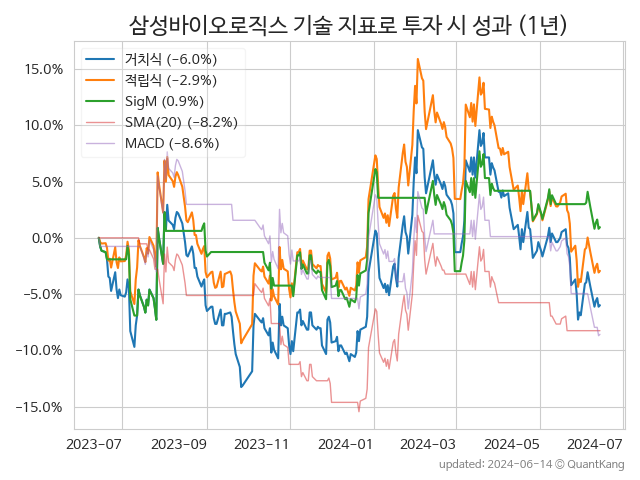 삼성바이오로직스 기술 지표로 투자 시 성과 (1년)
거치식 (−6.0%)
적립식 (−2.9%)
SigM (0.9%)
SMA(20) (−8.2%)
MACD (−8.6%)
15.0%
10.0%
5.0%
0.0%
−5.0%
−10.0%
−15.0%
2023-07 2023-09 2023-11 2024-01 2024-03 2024-05 2024-07
updated: 2024-06-14 © QuantKang